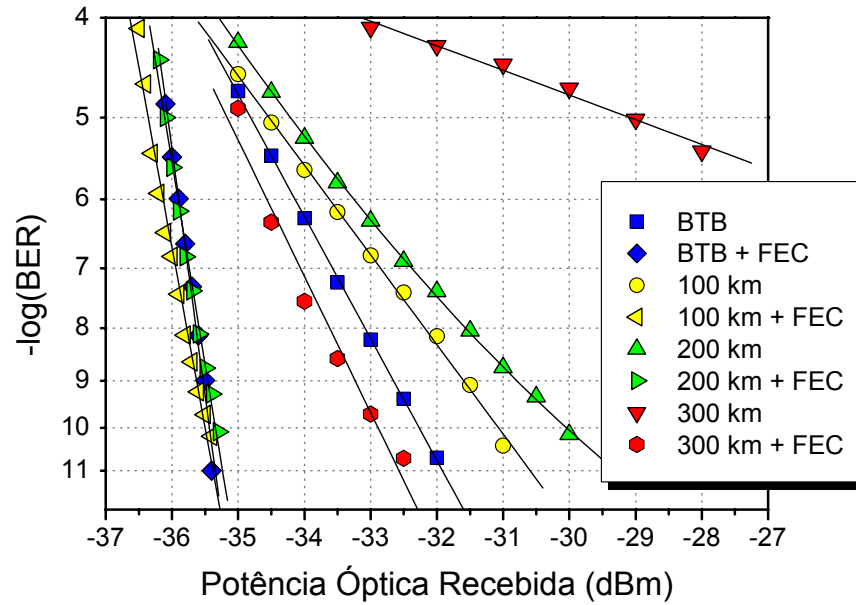 4
5
6
7
8
9
10
11
-log(BER)
-37 -36 -35 -34 -33 -32 -31 -30 -29 -28 -27
Potência Óptica Recebida (dBm)
BTB
BTB + FEC
100 km
100 km + FEC
200 km
200 km + FEC
300 km
300 km + FEC